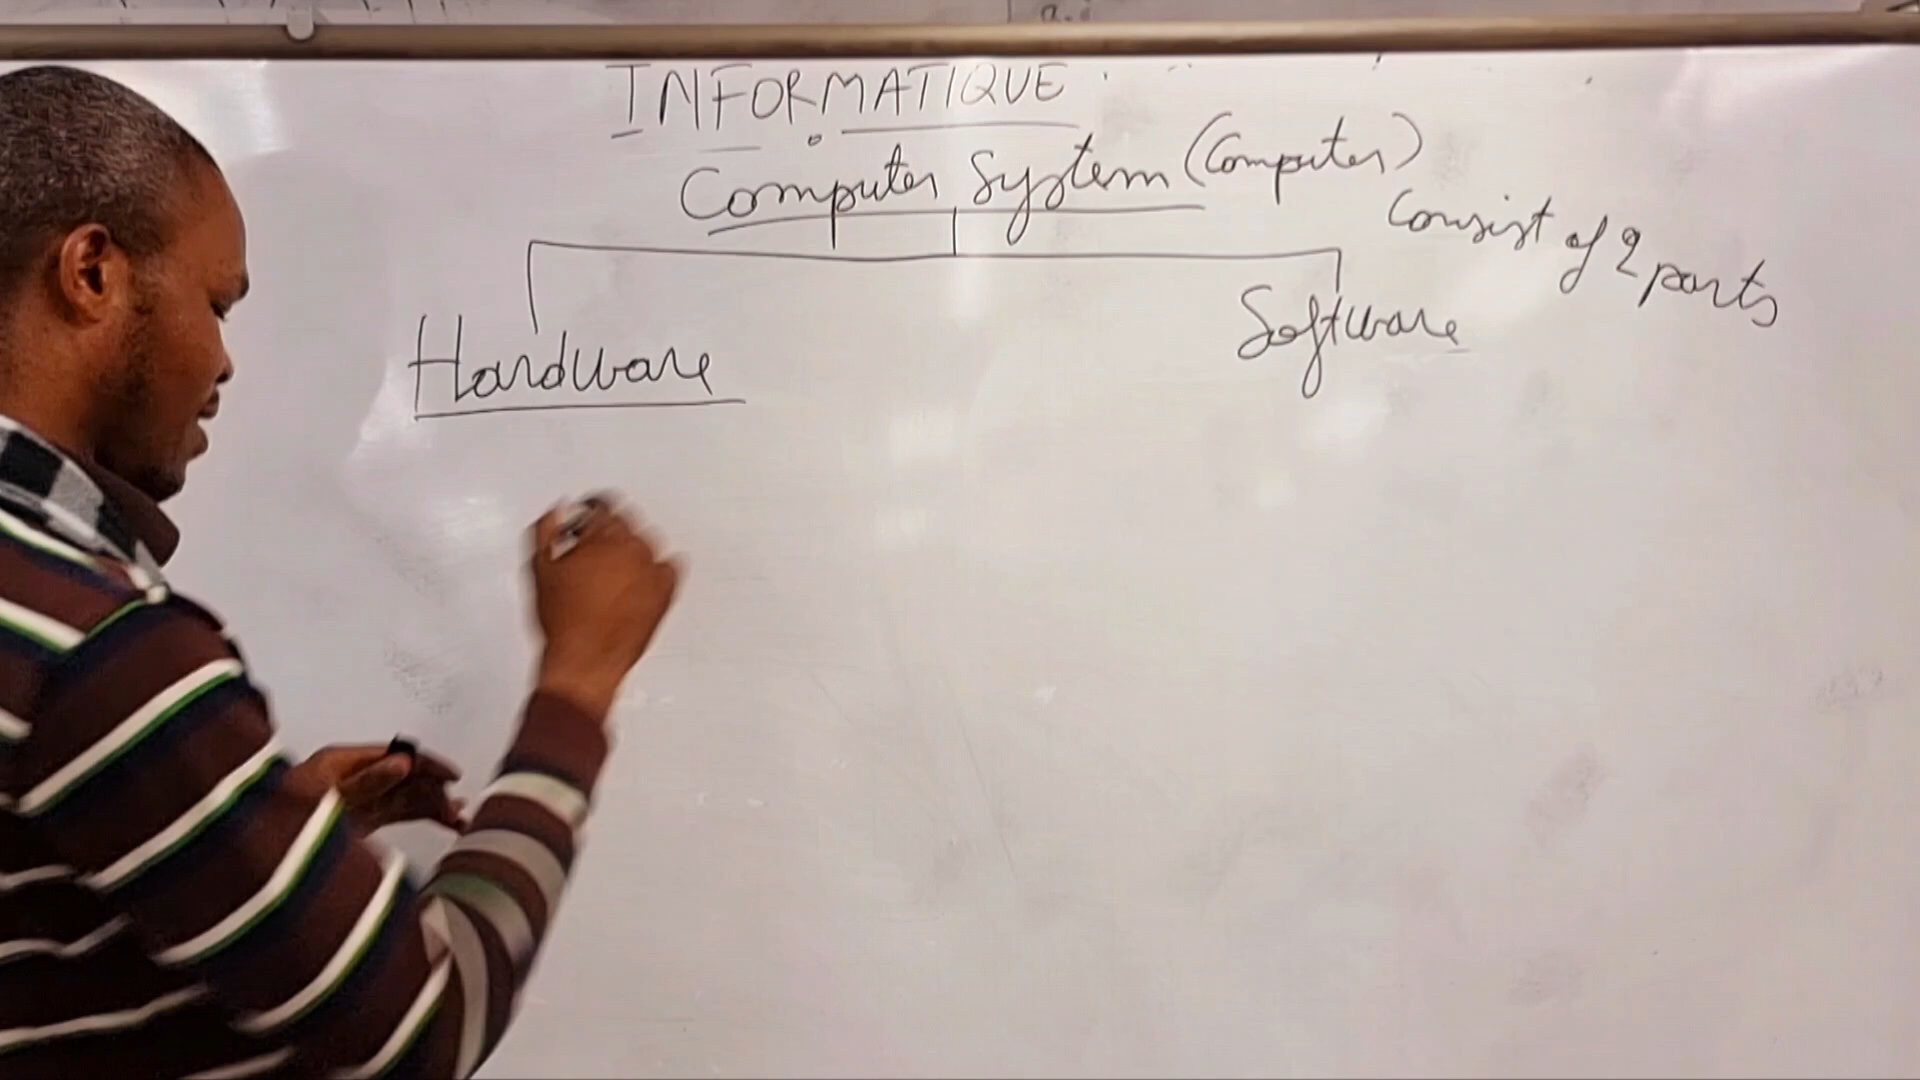 INFORMATIQUE
Computer System (Computer)
Consist of 2 parts
Hardware
Software